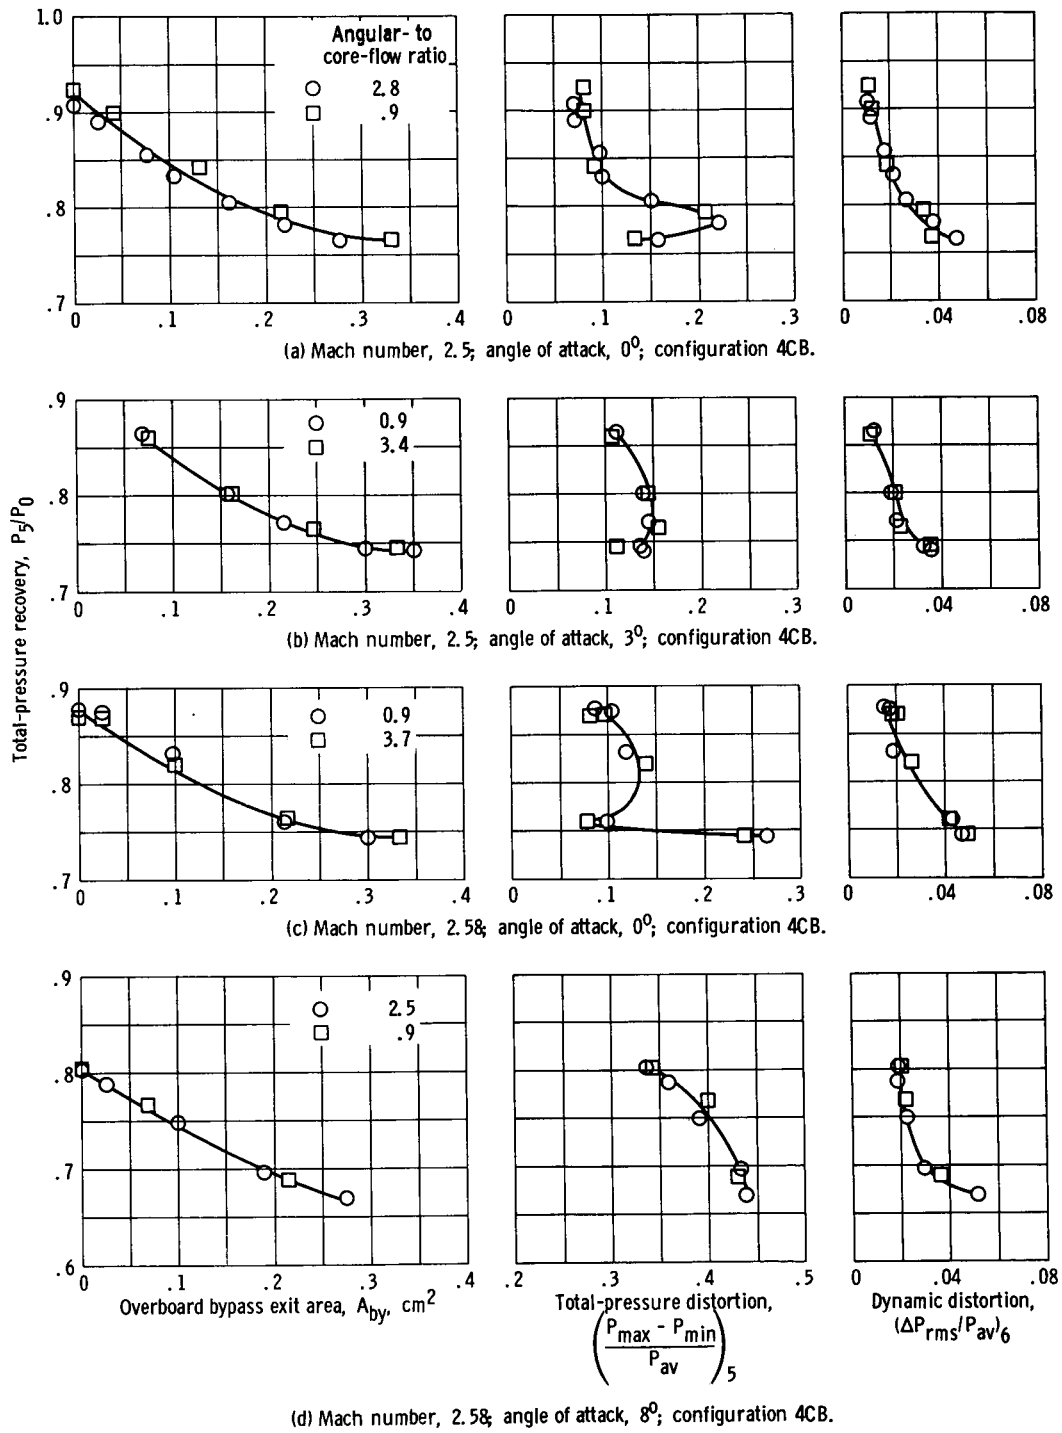 1.0
Angular- to
core-flow ratio
2.8
.9
.9
.8
.7
0 .1 .2 .3 .4 0 .1 .2 .3 0 .04 .08
(a) Mach number, 2.5; angle of attack, 0⁰; configuration 4CB.
.9
0.9
3.4
.8
.7
0 .1 .2 .3 .4 0 .1 .2 .3 0 .04 .08
(b) Mach number, 2.5; angle of attack, 3⁰; configuration 4CB.
Total-pressure recovery, P5/P0
.9
0.9
3.7
.8
.7
0 .1 .2 .3 .4 0 .1 .2 .3 0 .04 .08
(c) Mach number, 2.58; angle of attack, 0⁰; configuration 4CB.
.9
2.5
.9
.8
.7
.6
0 .1 .2 .3 .4 .2 .3 .4 .5 0 .04 .08
Overboard bypass exit area, Aby, cm²
Total-pressure distortion,
(Pmax - Pmin
Pav)5
Dynamic distortion,
(ΔPrms/Pav)6
(d) Mach number, 2.58; angle of attack, 8⁰; configuration 4CB.